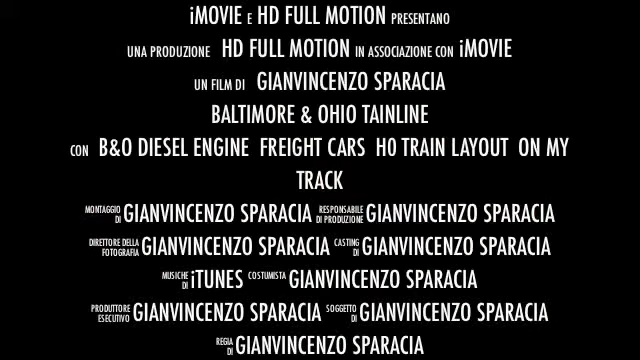 iMOVIE E HD FULL MOTION PRESENTANO
UNA PRODUZIONE HD FULL MOTION IN ASSOCIAZIONE CON iMOVIE
UN FILM DI GIANVINCENZO SPARACIA
BALTIMORE & OHIO TAINLINE
CON B&O DIESEL ENGINE FREIGHT CARS HO TRAIN LAYOUT ON MY
TRACK
MONTAGGIO DI GIANVINCENZO SPARACIA RESPONSABILE DI PRODUZIONE GIANVINCENZO SPARACIA
DIRETTORE DELLA FOTOGRAFIA GIANVINCENZO SPARACIA CASTING DI GIANVINCENZO SPARACIA
MUSICHE DI iTUNES COSTUMISTA GIANVINCENZO SPARACIA
PRODUTTORE ESECUTIVO GIANVINCENZO SPARACIA SOGGETTO DI GIANVINCENZO SPARACIA
REGIA DI GIANVINCENZO SPARACIA